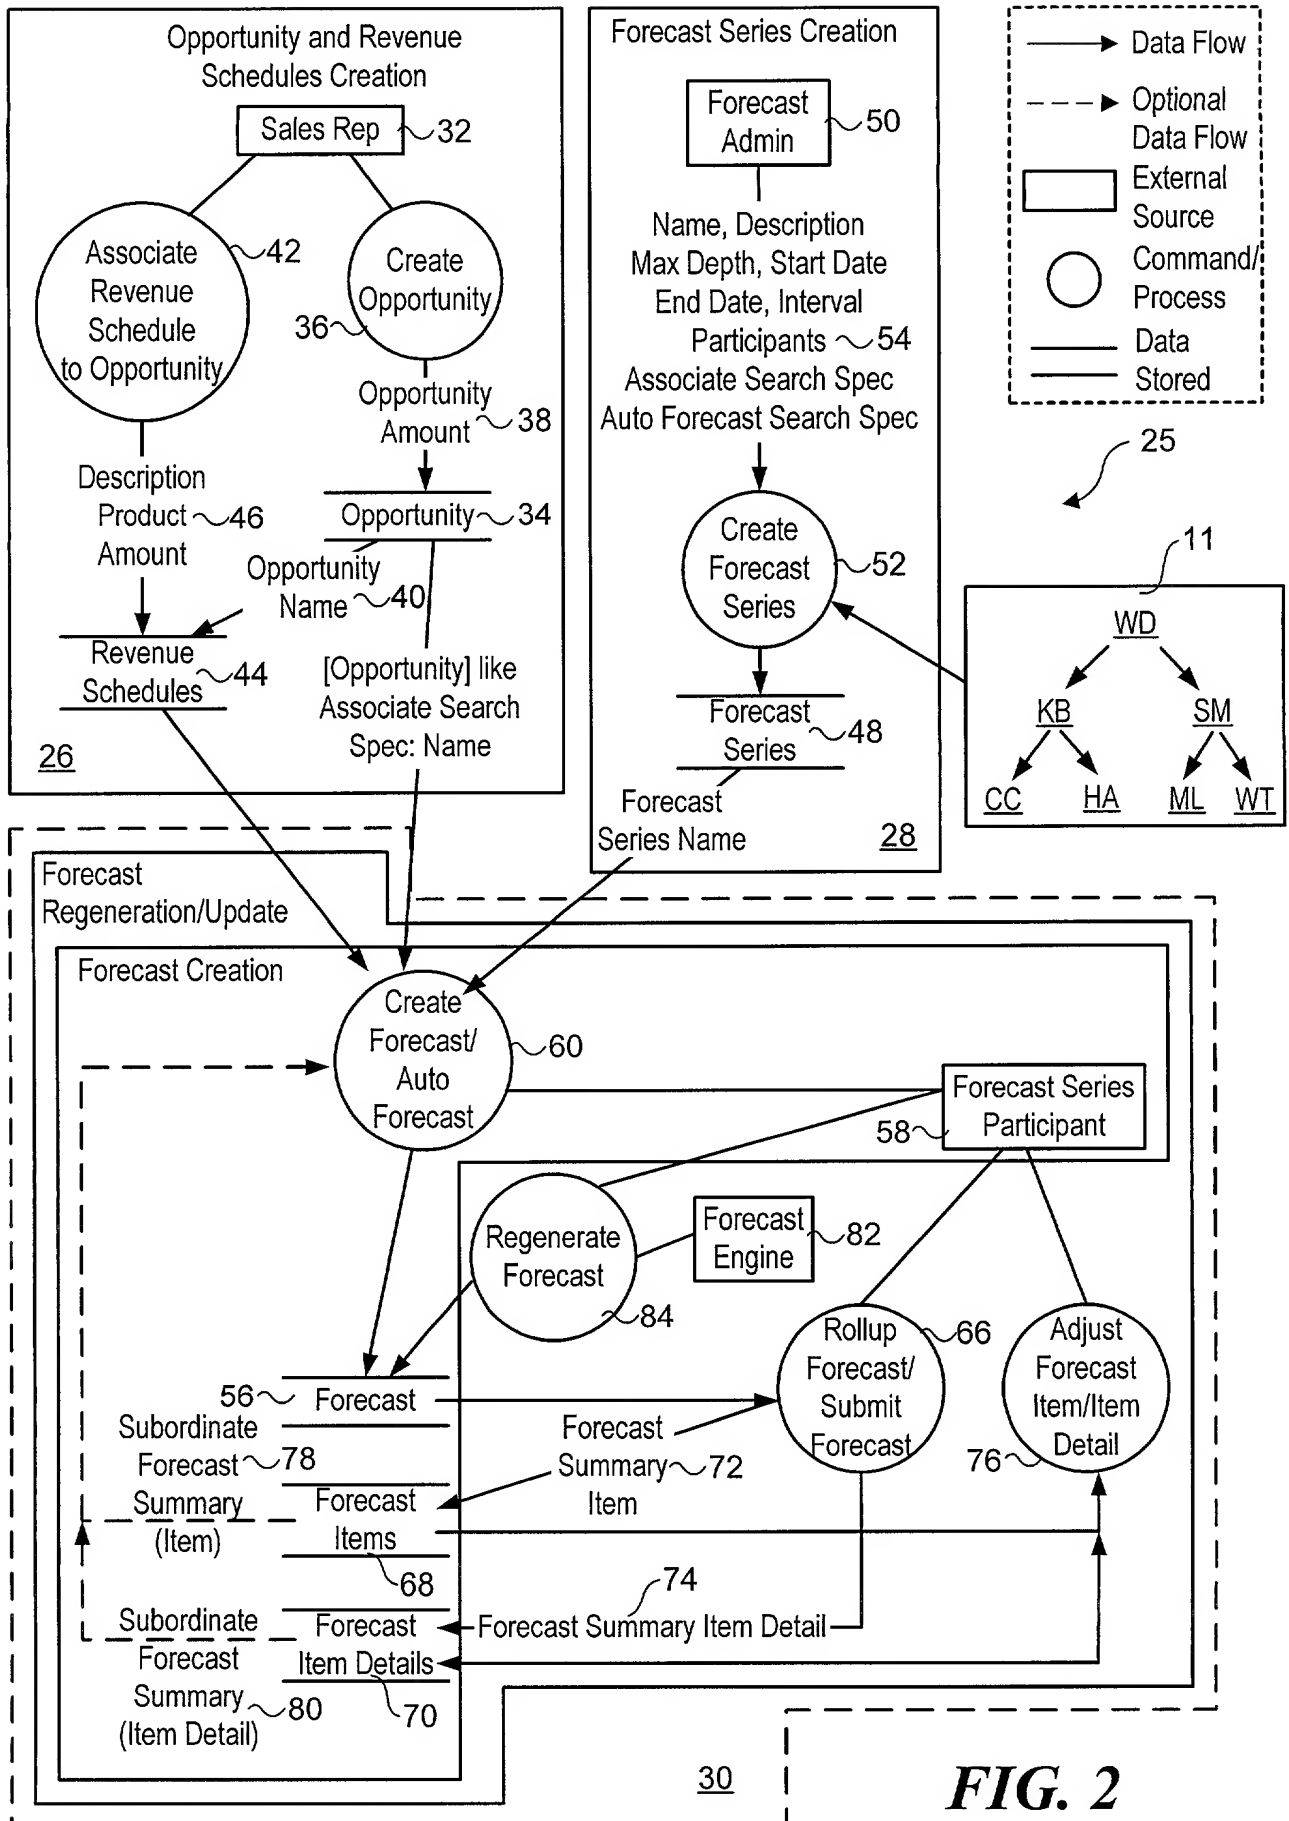 Opportunity and Revenue
Schedules Creation
Sales Rep
32
Associate
Revenue
Schedule
to Opportunity
42
Create
Opportunity
36
Opportunity
Amount
38
Description
Product
Amount
46
Opportunity
34
Opportunity
Name
40
Revenue
Schedules
44
[Opportunity] like
Associate Search
Spec: Name
26
Forecast Series Creation
Forecast
Admin
50
Name, Description
Max Depth, Start Date
End Date, Interval
Participants
54
Associate Search Spec
Auto Forecast Search Spec
Create
Forecast
Series
52
Forecast
Series
48
Forecast
Series Name
28
Data Flow
Optional
Data Flow
External
Source
Command/
Process
Data
Stored
25
11
WD
KB
SM
CC
HA
ML
WT
Forecast
Regeneration/Update
Forecast Creation
Create
Forecast/
Auto
Forecast
60
Forecast Series
Participant
58
Regenerate
Forecast
84
Forecast
Engine
82
Rollup
Forecast/
Submit
Forecast
66
Adjust
Forecast
Item/Item
Detail
76
56
Forecast
Subordinate
Forecast
78
Summary
(Item)
Forecast
Summary
72
Item
Forecast
Items
68
74
Subordinate
Forecast
Summary
80
(Item Detail)
Forecast
Item Details
70
Forecast Summary Item Detail
30
FIG. 2